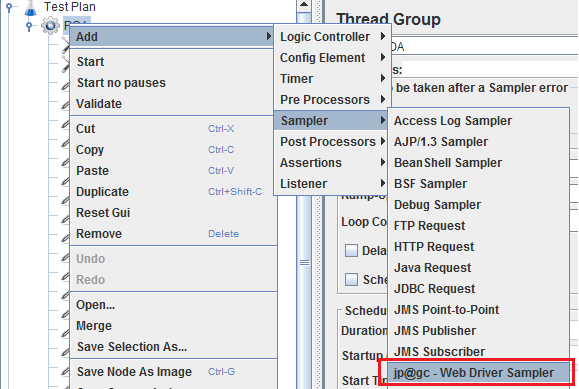 Test Plan
Add
Start
Start no pauses
Validate
Cut Ctrl-X
Copy Ctrl-C
Paste Ctrl-V
Duplicate Ctrl+Shift-C
Reset Gui
Remove Delete
Undo
Redo
Open...
Merge
Save Selection As...
Save Node As Image Ctrl-G
Logic Controller
Config Element
Timer
Pre Processors
Sampler
Post Processors
Assertions
Listener
Thread Group
be taken after a Sampler error
Access Log Sampler
AJP/1.3 Sampler
BeanShell Sampler
BSF Sampler
Debug Sampler
FTP Request
HTTP Request
Java Request
JDBC Request
JMS Point-to-Point
JMS Publisher
JMS Subscriber
jp@gc - Web Driver Sampler
Loop Co
Dela
Sche
Schedu
Duration
Startup
Start Ti